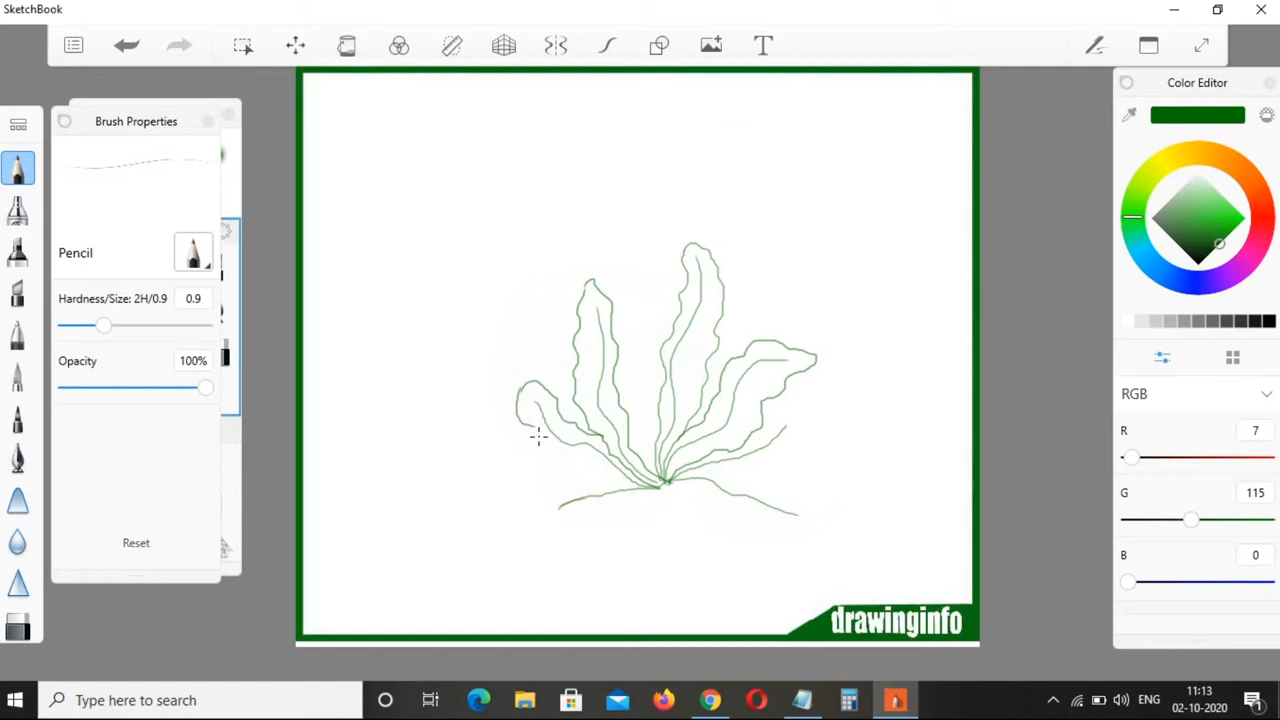 SketchBook
T
Brush Properties
Pencil
Hardness/Size: 2H/0.9 0.9
Opacity 100%
Reset
Color Editor
RGB
R 7
G 115
B 0
drawinginfo
Type here to search
ENG
11:13
02-10-2020
1